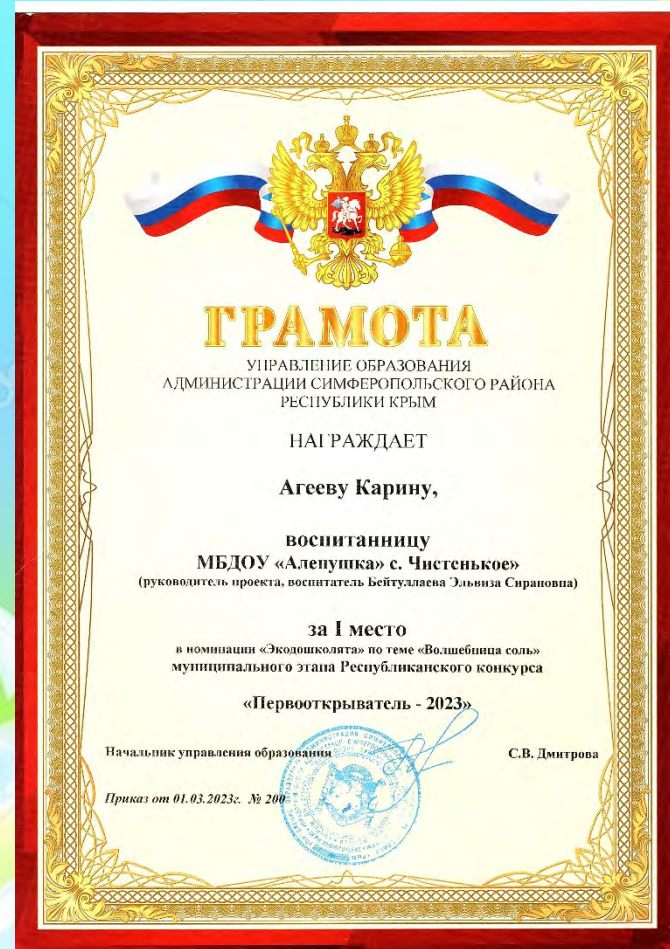 ГРАМОТА
УПРАВЛЕНИЕ ОБРАЗОВАНИЯ
АДМИНИСТРАЦИИ СИМФЕРОПОЛЬСКОГО РАЙОНА
РЕСПУБЛИКИ КРЫМ
НАГРАЖДАЕТ
Агееву Карину,
воспитанницу
МБДОУ «Аленушка» с. Чистенькое»
(руководитель проекта, воспитатель Бейтуллаева Эльвиза Сирановна)
за I место
в номинации «Экодошколята» по теме «Волшебница соль»
муниципального этапа Республиканского конкурса
«Первооткрыватель - 2023»
Начальник управления образования С.В. Дмитрова
Приказ от 01.03.2023г. № 200